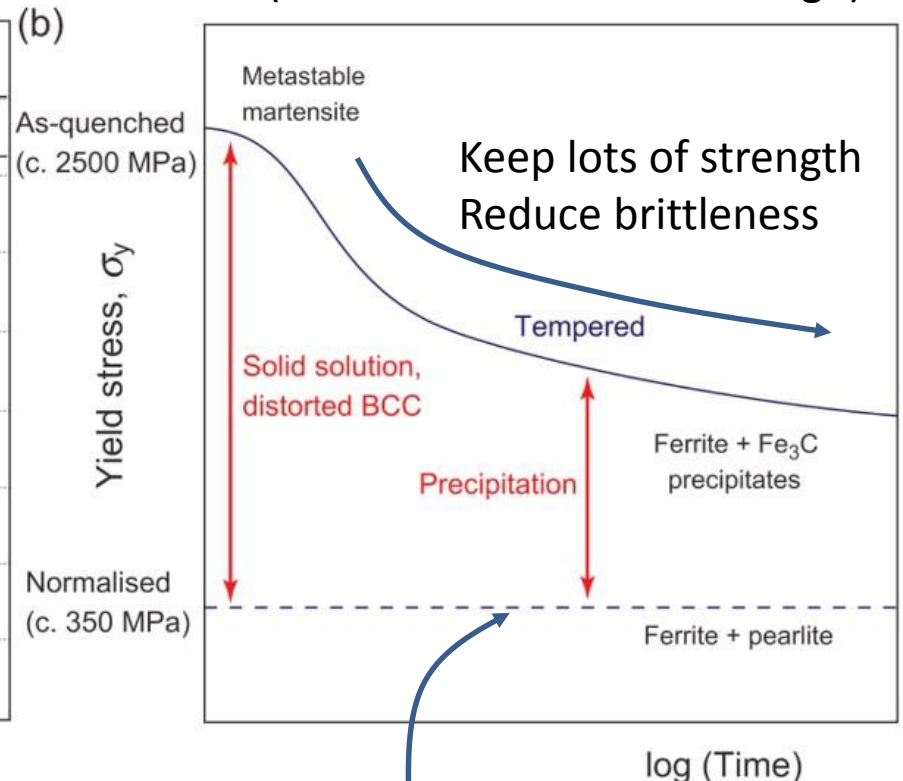 (b)
Metastable
martensite
As-quenched
(c. 2500 MPa)
Keep lots of strength
Reduce brittleness
Yield stress, σy
Tempered
Solid solution,
distorted BCC
Ferrite + Fe₃C
precipitates
Precipitation
Normalised
(c. 350 MPa)
Ferrite + pearlite
log (Time)